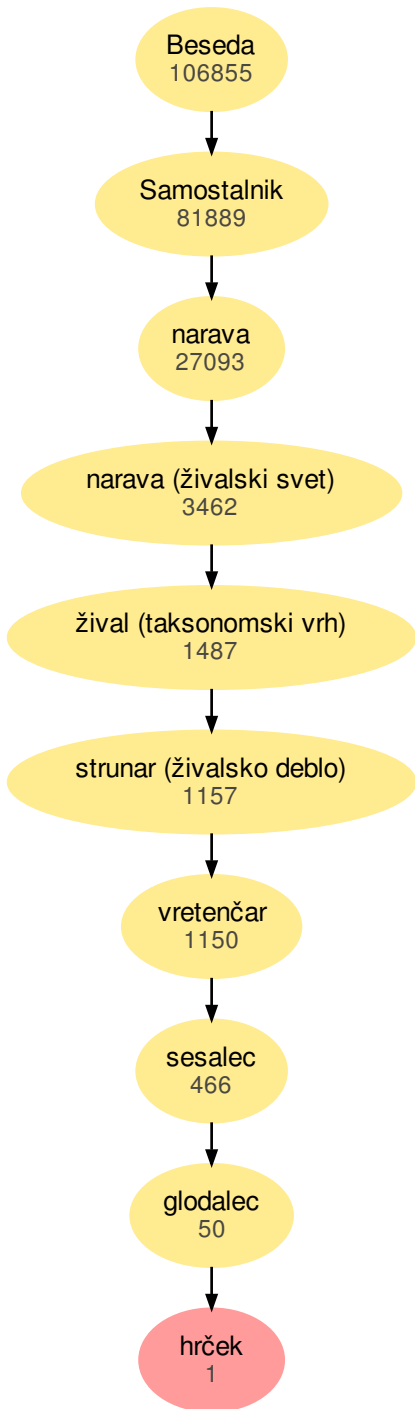 Beseda
106855
Samostalnik
81889
narava
27093
narava (živalski svet)
3462
žival (taksonomski vrh)
1487
strunar (živalsko deblo)
1157
vretenčar
1150
sesalec
466
glodalec
50
hrček
1